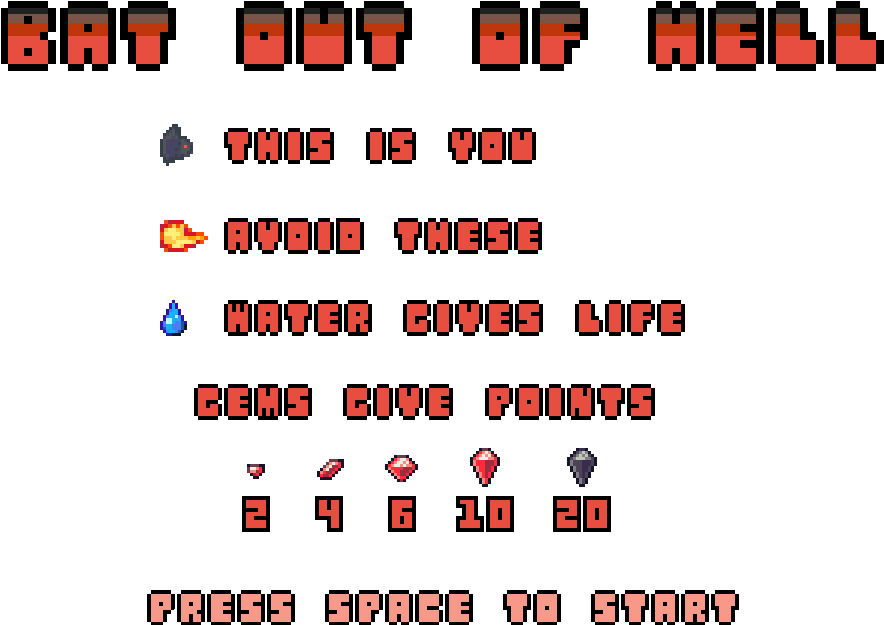 BAT OUT OF HELL
THIS IS YOU
AVOID THESE
WATER GIVES LIFE
GEMS GIVE POINTS
2 4 6 10 20
PRESS SPACE TO START